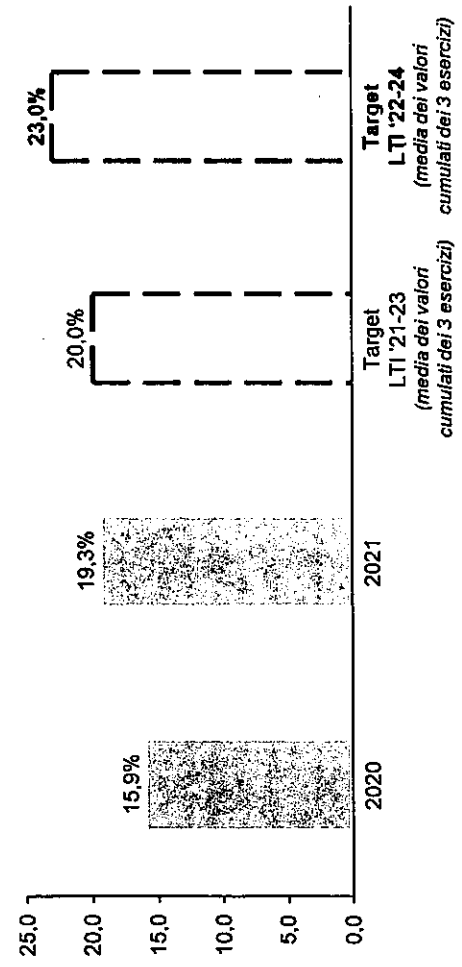 25,0
20,0
15,0
10,0
5,0
0,0
15,9%
19,3%
20,0%
23,0%
2020
2021
Target
LTI '21-23
(media dei valori
cumulati dei 3 esercizi)
Target
LTI '22-24
(media dei valori
cumulati dei 3 esercizi)